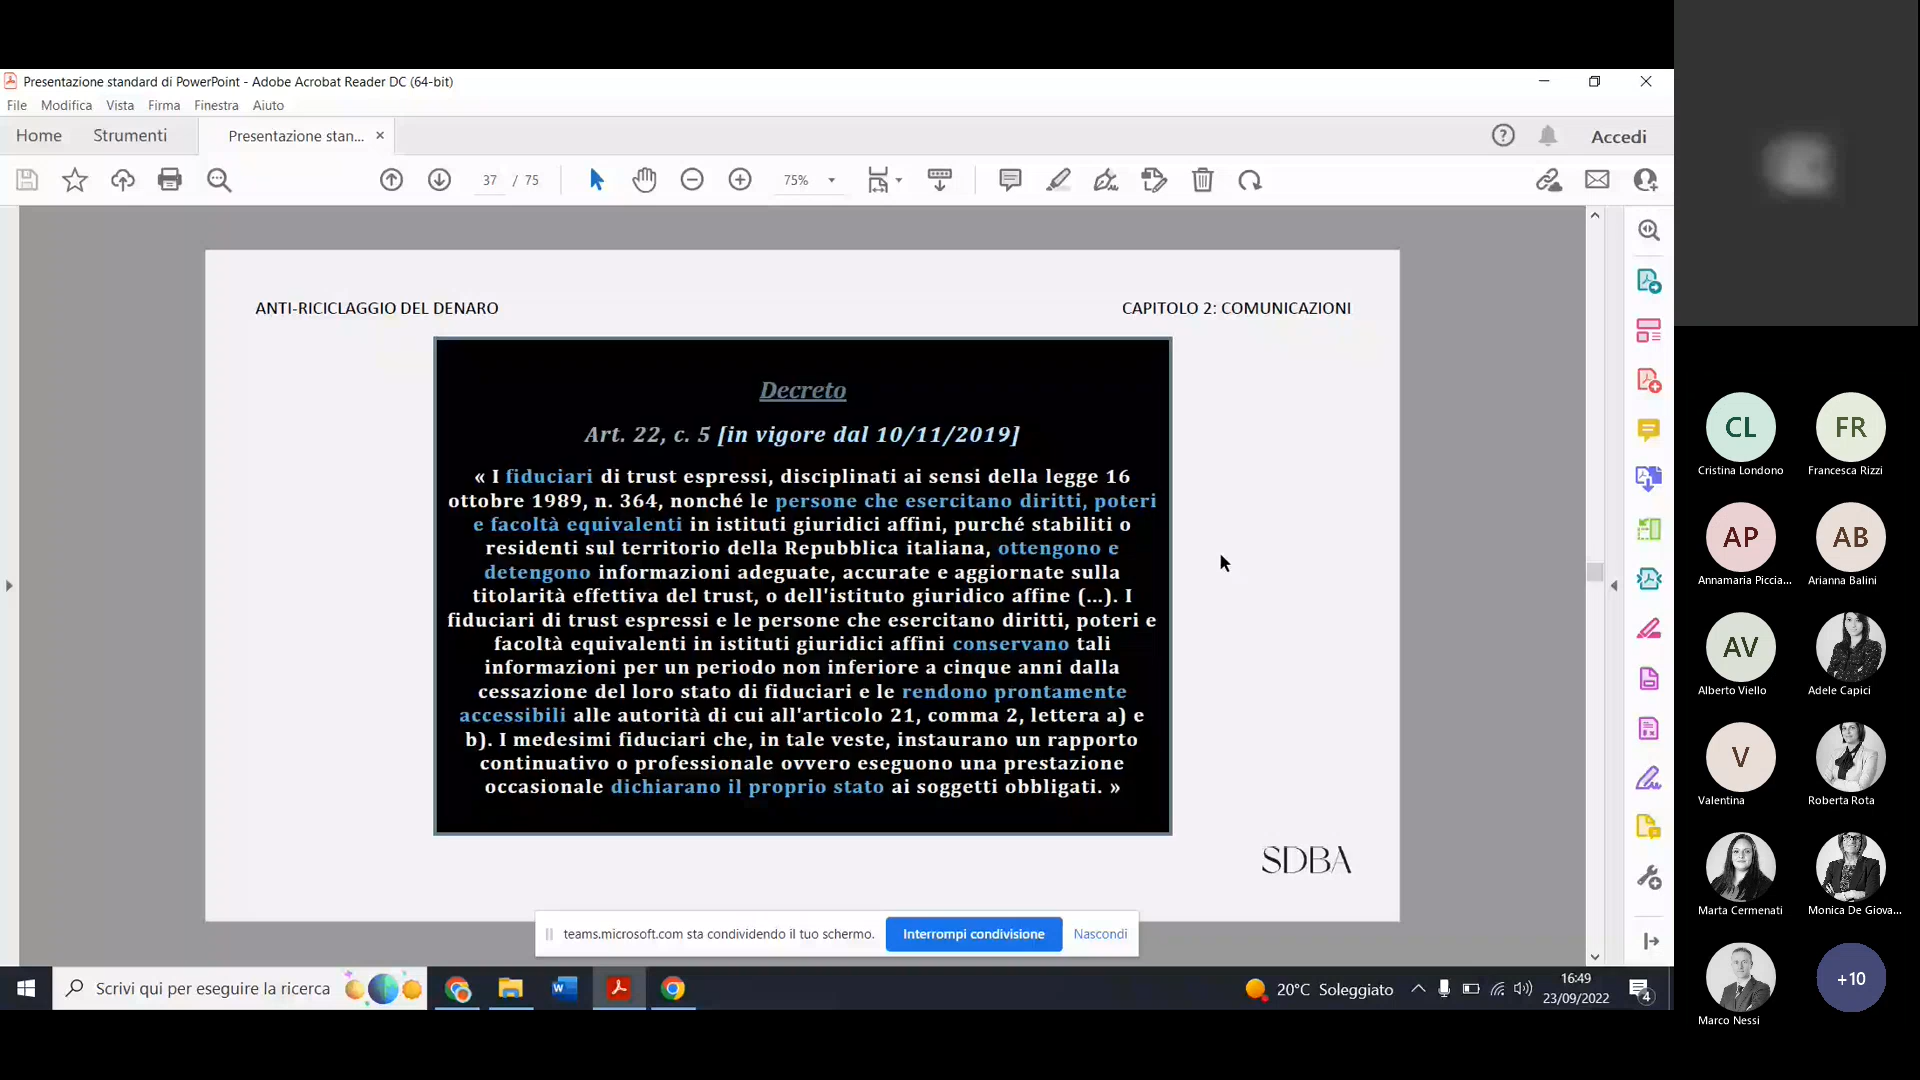 Presentazione standard di PowerPoint - Adobe Acrobat Reader DC (64-bit)
File Modifica Vista Firma Finestra Aiuto
Home Strumenti Presentazione stan... × Accedi
37 / 75 75%
ANTI-RICICLAGGIO DEL DENARO
CAPITOLO 2: COMUNICAZIONI
Decreto
Art. 22, c. 5 [in vigore dal 10/11/2019]
« I fiduciari di trust espressi, disciplinati ai sensi della legge 16
ottobre 1989, n. 364, nonché le persone che esercitano diritti, poteri
e facoltà equivalenti in istituti giuridici affini, purché stabiliti o
residenti sul territorio della Repubblica italiana, ottengono e
detengono informazioni adeguate, accurate e aggiornate sulla
titolarità effettiva del trust, o dell'istituto giuridico affine (...). I
fiduciari di trust espressi e le persone che esercitano diritti, poteri e
facoltà equivalenti in istituti giuridici affini conservano tali
informazioni per un periodo non inferiore a cinque anni dalla
cessazione del loro stato di fiduciari e le rendono prontamente
accessibili alle autorità di cui all'articolo 21, comma 2, lettera a) e
b). I medesimi fiduciari che, in tale veste, instaurano un rapporto
continuativo o professionale ovvero eseguono una prestazione
occasionale dichiarano il proprio stato ai soggetti obbligati. »
SDBA
teams.microsoft.com sta condividendo il tuo schermo. Interrompi condivisione Nascondi
Scrivi qui per eseguire la ricerca
20°C Soleggiato
16:49
23/09/2022
4
CL FR
Cristina Londono Francesca Rizzi
AP AB
Annamaria Piccia... Arianna Balini
AV
Alberto Viello Adele Capici
V
Valentina Roberta Rota
Marta Cermenati Monica De Giova...
+10
Marco Nessi